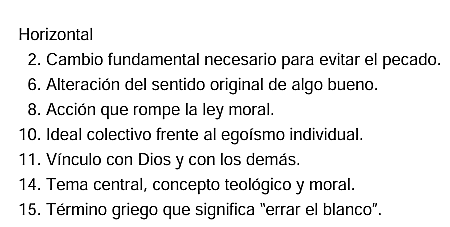 Horizontal
2. Cambio fundamental necesario para evitar el pecado.
6. Alteración del sentido original de algo bueno.
8. Acción que rompe la ley moral.
10. Ideal colectivo frente al egoísmo individual.
11. Vínculo con Dios y con los demás.
14. Tema central, concepto teológico y moral.
15. Término griego que significa "errar el blanco".